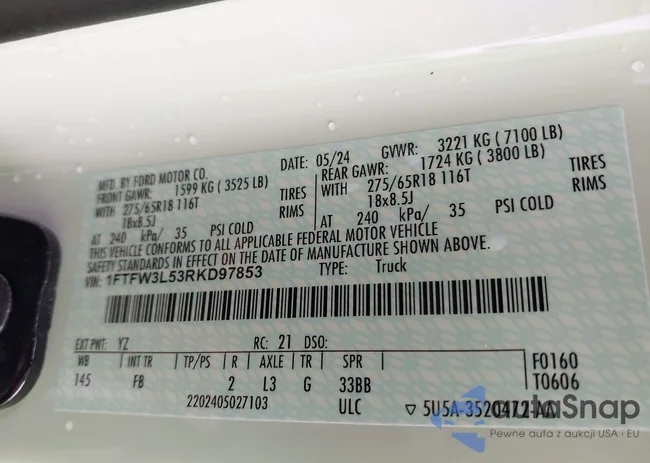 MFD. BY FORD MOTOR CO.
DATE: 05/24 GVWR: 3221 KG ( 7100 LB)
FRONT GAWR: 1599 KG ( 3525 LB)
REAR GAWR: 1724 KG ( 3800 LB)
WITH 275/65R18 116T TIRES
WITH 275/65R18 116T TIRES
18x8.5J RIMS
18x8.5J RIMS
AT 240 kPa/ 35 PSI COLD
AT 240 kPa/ 35 PSI COLD
THIS VEHICLE CONFORMS TO ALL APPLICABLE FEDERAL MOTOR VEHICLE
SAFETY STANDARDS IN EFFECT ON THE DATE OF MANUFACTURE SHOWN ABOVE.
VIN: 1FTFW3L53RKD97853 TYPE: Truck
EXT PNT: YZ RC: 21 DSO:
WB INT TR TP/PS R AXLE TR SPR F0160
145 FB 2 L3 G 33BB T0606
2202405027103 ULC ▽ 5U5A-3520472-AA
autaSnap
Pewne auta z aukcji USA i EU